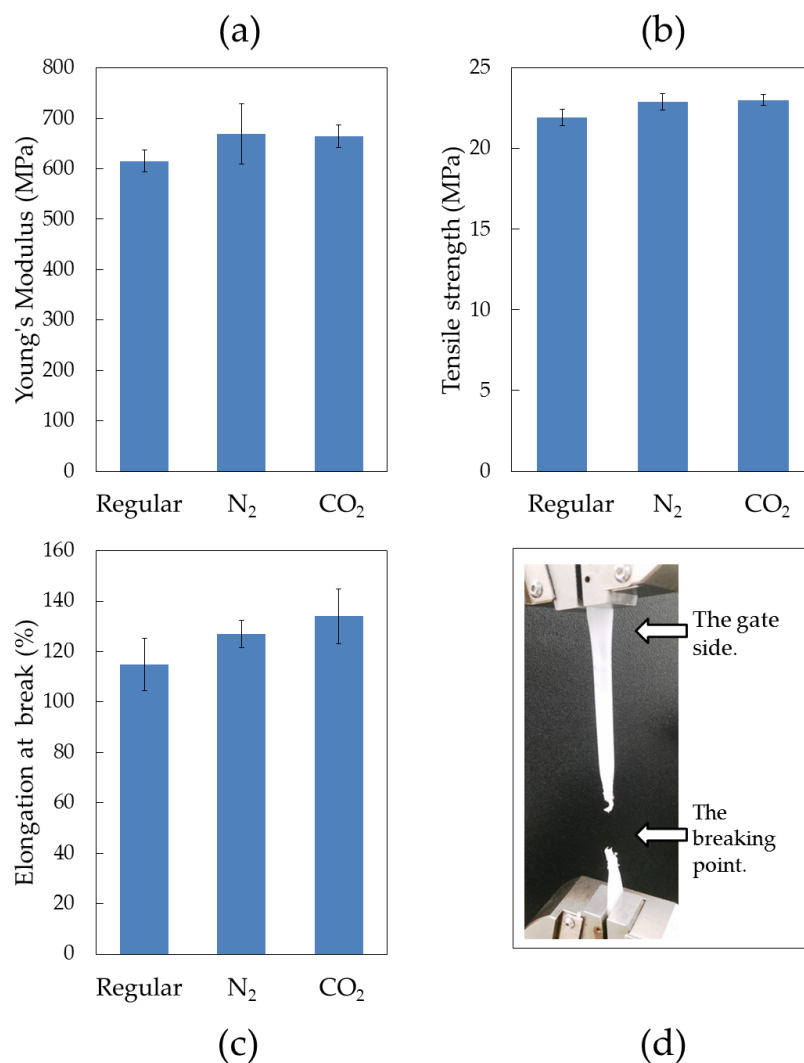 (a)
Young's Modulus (MPa)
800
700
600
500
400
300
200
100
0
Regular N₂ CO₂
(b)
Tensile strength (MPa)
25
20
15
10
5
0
Regular N₂ CO₂
Elongation at break (%)
160
140
120
100
80
60
40
20
0
Regular N₂ CO₂
(c)
The gate
side.
The
breaking
point.
(d)